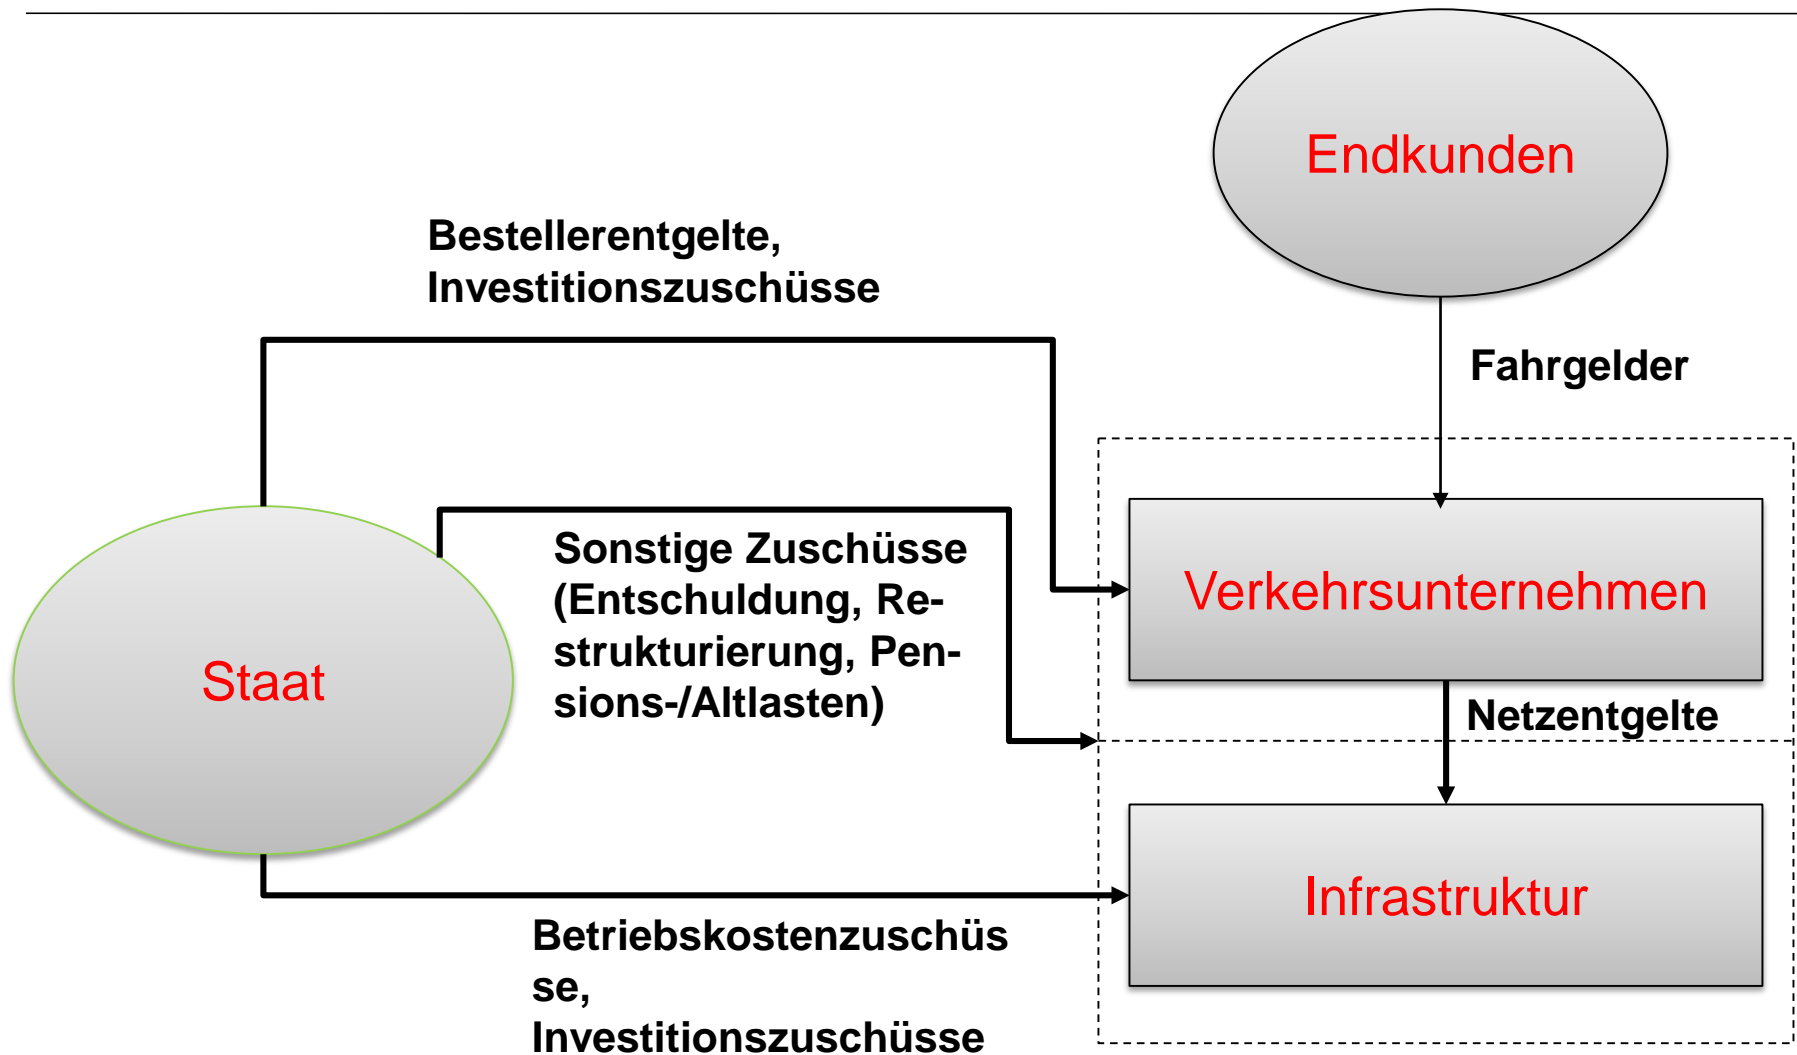 Endkunden
Bestellerentgelte,
Investitionszuschüsse
Fahrgelder
Sonstige Zuschüsse
(Entschuldung, Re-
strukturierung, Pen-
sions-/Altlasten)
Verkehrsunternehmen
Staat
Netzentgelte
Infrastruktur
Betriebskostenzuschüs
se,
Investitionszuschüsse